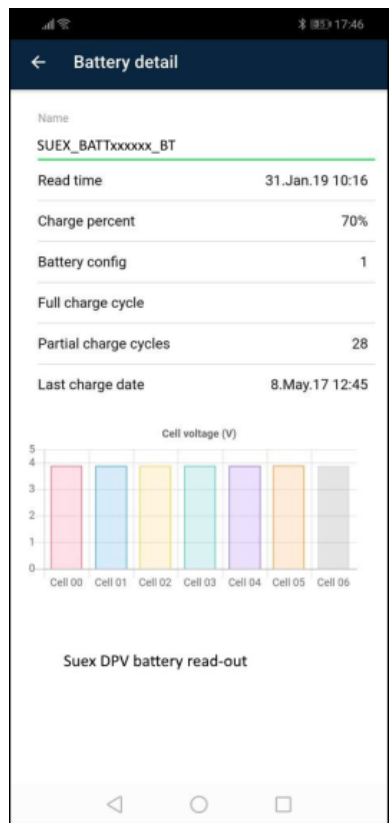 17:46
Battery detail
Name
SUEX_BATTxxxxxx_BT
Read time 31.Jan.19 10:16
Charge percent 70%
Battery config 1
Full charge cycle
Partial charge cycles 28
Last charge date 8.May.17 12:45
Cell voltage (V)
5
4
3
2
1
0
Cell 00 Cell 01 Cell 02 Cell 03 Cell 04 Cell 05 Cell 06
Suex DPV battery read-out